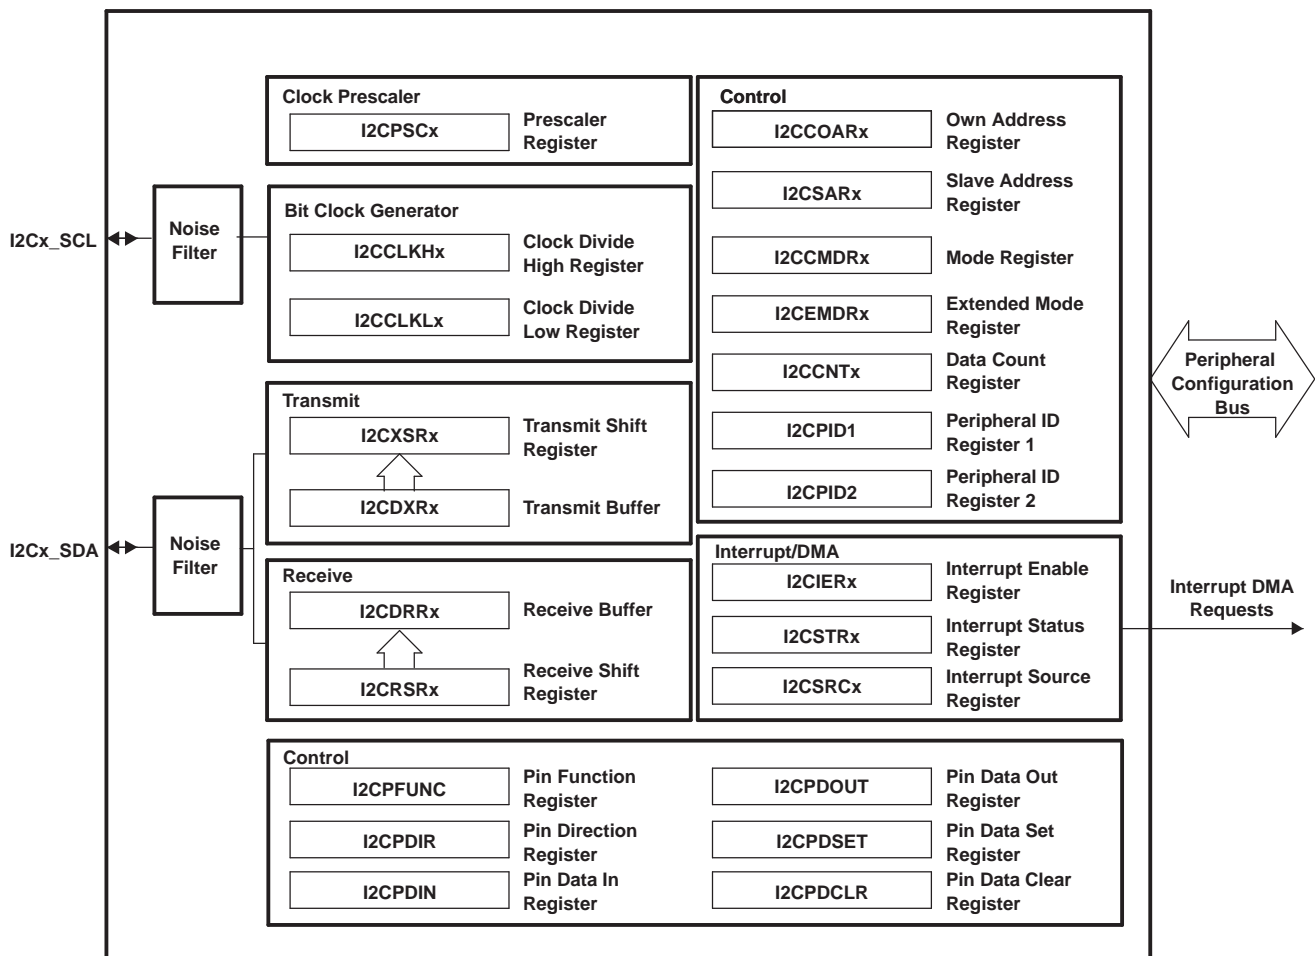 Clock Prescaler
I2CPSCx
Prescaler
Register
Bit Clock Generator
I2CCLKHx
Clock Divide
High Register
I2CCLKLx
Clock Divide
Low Register
I2Cx_SCL
Noise
Filter
Transmit
I2CXSRx
Transmit Shift
Register
I2CDXRx
Transmit Buffer
I2Cx_SDA
Noise
Filter
Receive
I2CDRRx
Receive Buffer
I2CRSRx
Receive Shift
Register
Control
I2CCOARx
Own Address
Register
I2CSARx
Slave Address
Register
I2CCMDRx
Mode Register
I2CEMDRx
Extended Mode
Register
I2CCNTx
Data Count
Register
I2CPID1
Peripheral ID
Register 1
I2CPID2
Peripheral ID
Register 2
Peripheral
Configuration
Bus
Interrupt/DMA
I2CIERx
Interrupt Enable
Register
I2CSTRx
Interrupt Status
Register
I2CSRCx
Interrupt Source
Register
Interrupt DMA
Requests
Control
I2CPFUNC
Pin Function
Register
I2CPDIR
Pin Direction
Register
I2CPDIN
Pin Data In
Register
I2CPDOUT
Pin Data Out
Register
I2CPDSET
Pin Data Set
Register
I2CPDCLR
Pin Data Clear
Register